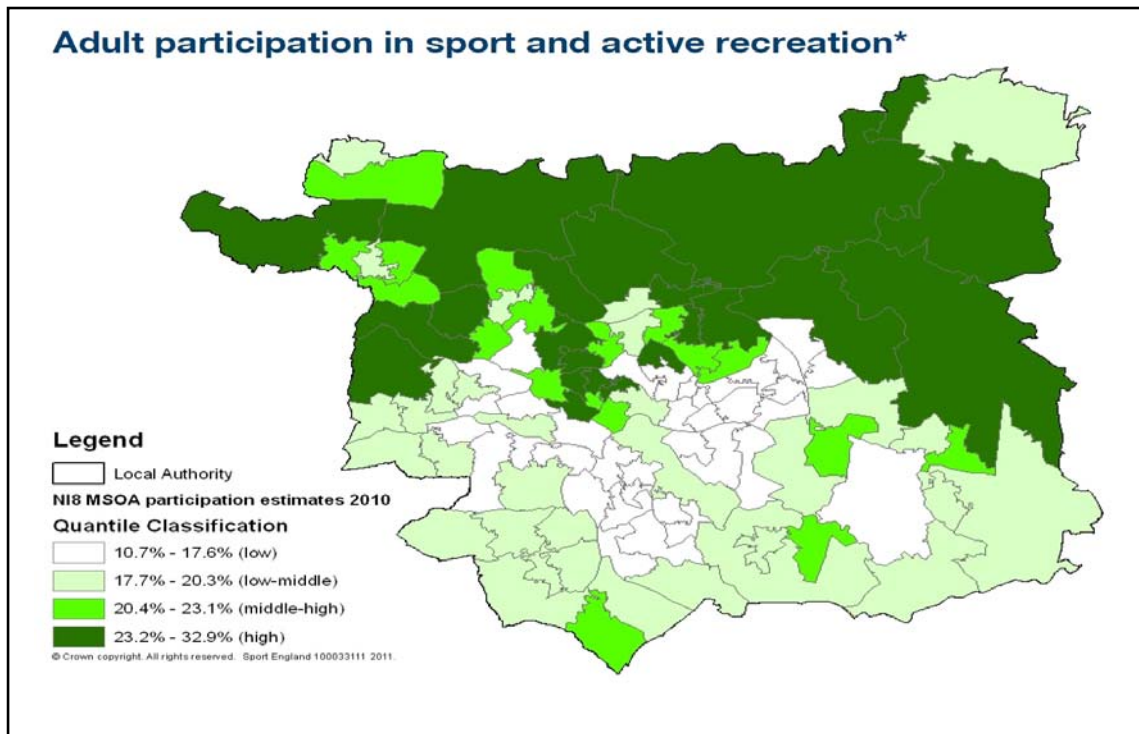 Adult participation in sport and active recreation*
Legend
Local Authority
NI8 MSOA participation estimates 2010
Quantile Classification
10.7% - 17.6% (low)
17.7% - 20.3% (low-middle)
20.4% - 23.1% (middle-high)
23.2% - 32.9% (high)
© Crown copyright. All rights reserved. Sport England 100033111 2011.